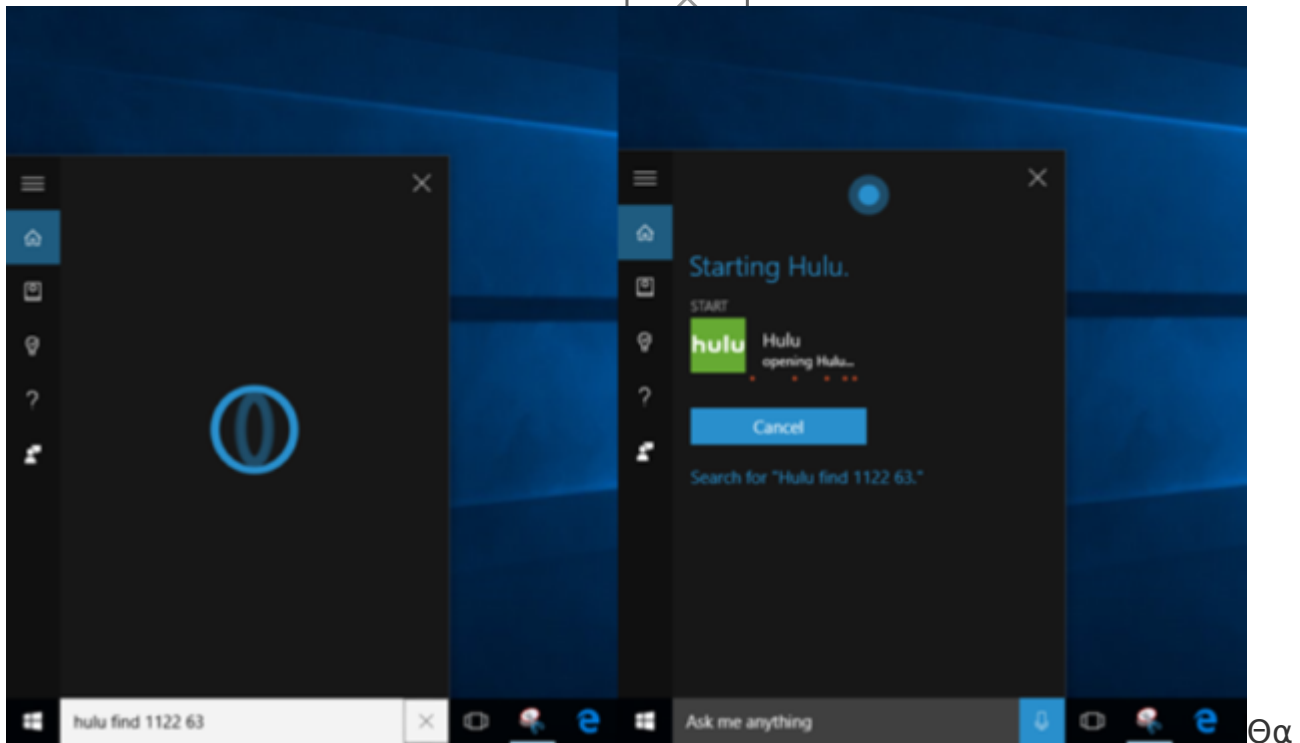 hulu find 1122 63
Starting Hulu.
START
hulu
Hulu
opening Hulu...
Cancel
Search for "Hulu find 1122 63."
Ask me anything
Θα